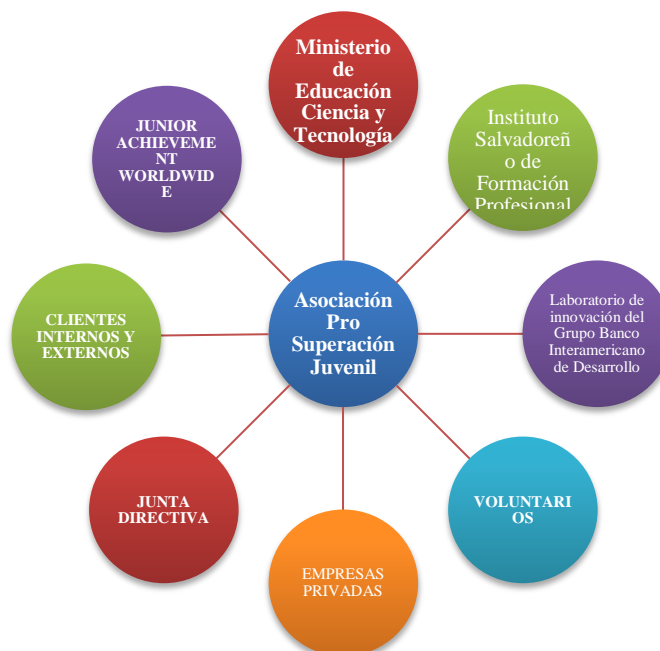 Ministerio
de
Educación
Ciencia y
Tecnología
Instituto
Salvadoreñ
o de
Formación
Profesional
Laboratorio de
innovación del
Grupo Banco
Interamericano
de Desarrollo
VOLUNTARI
OS
EMPRESAS
PRIVADAS
JUNTA
DIRECTIVA
CLIENTES
INTERNOS Y
EXTERNOS
JUNIOR
ACHIEVEME
NT
WORLDWID
E
Asociación
Pro
Superación
Juvenil